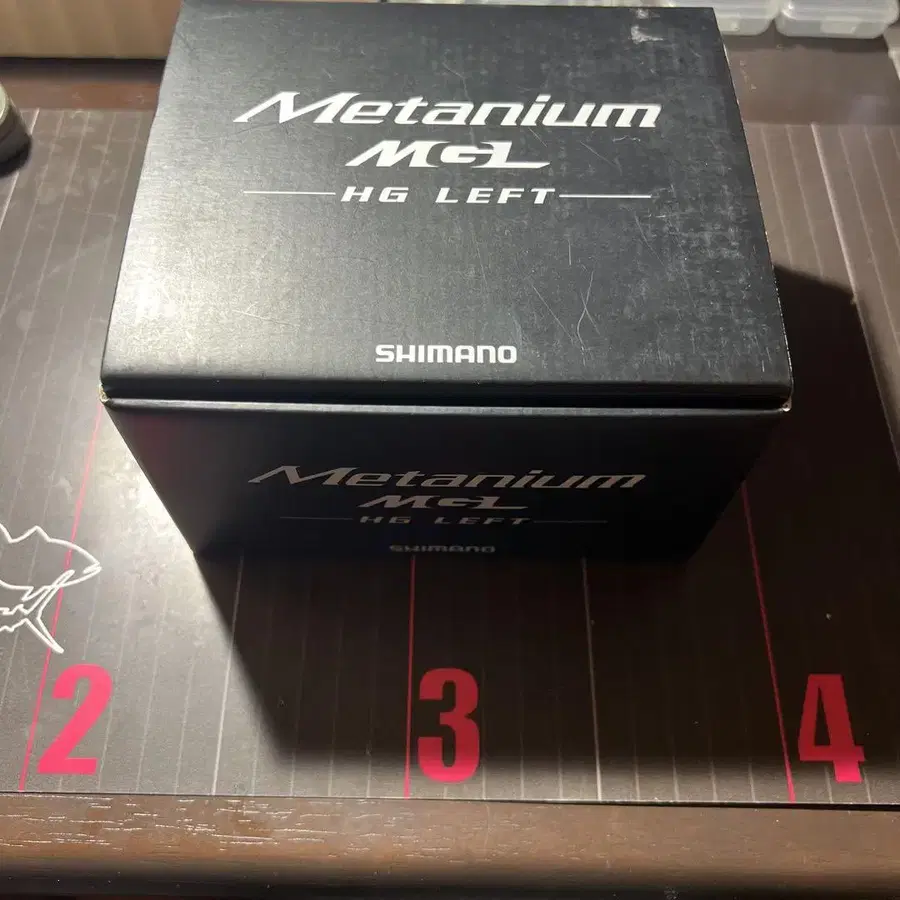 Metanium
MGL
HG LEFT
SHIMANO
Metanium
MGL
HG LEFT
SHIMANO
2
3
4